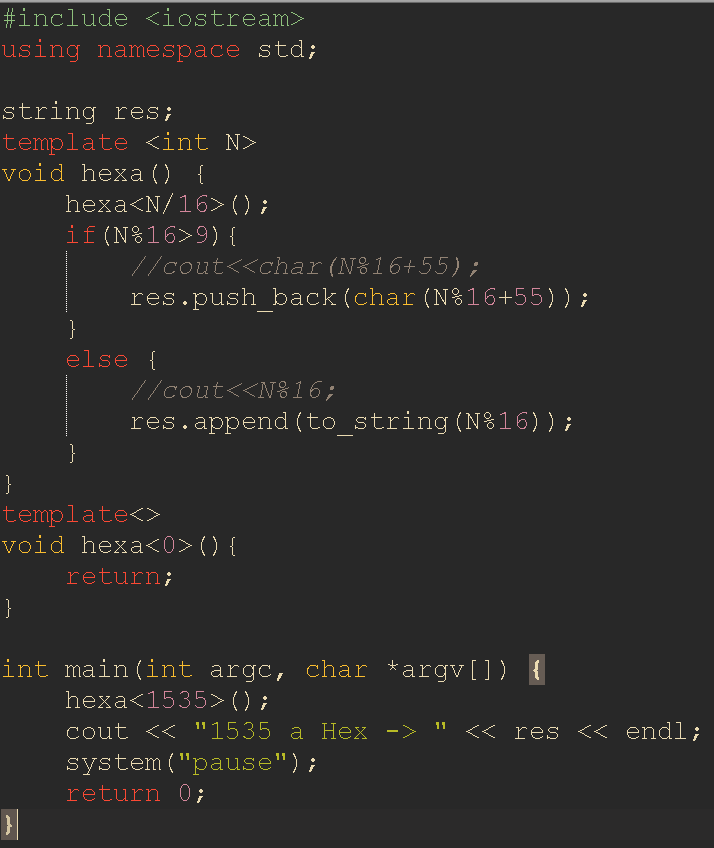 #include <iostream>
using namespace std;

string res;
template <int N>
void hexa() {
    hexa<N/16>();
    if(N%16>9){
        //cout<<char(N%16+55);
        res.push_back(char(N%16+55));
    }
    else {
        //cout<<N%16;
        res.append(to_string(N%16));
    }
}
template<>
void hexa<0>(){
    return;
}

int main(int argc, char *argv[]) {
    hexa<1535>();
    cout << "1535 a Hex -> " << res << endl;
    system("pause");
    return 0;
}